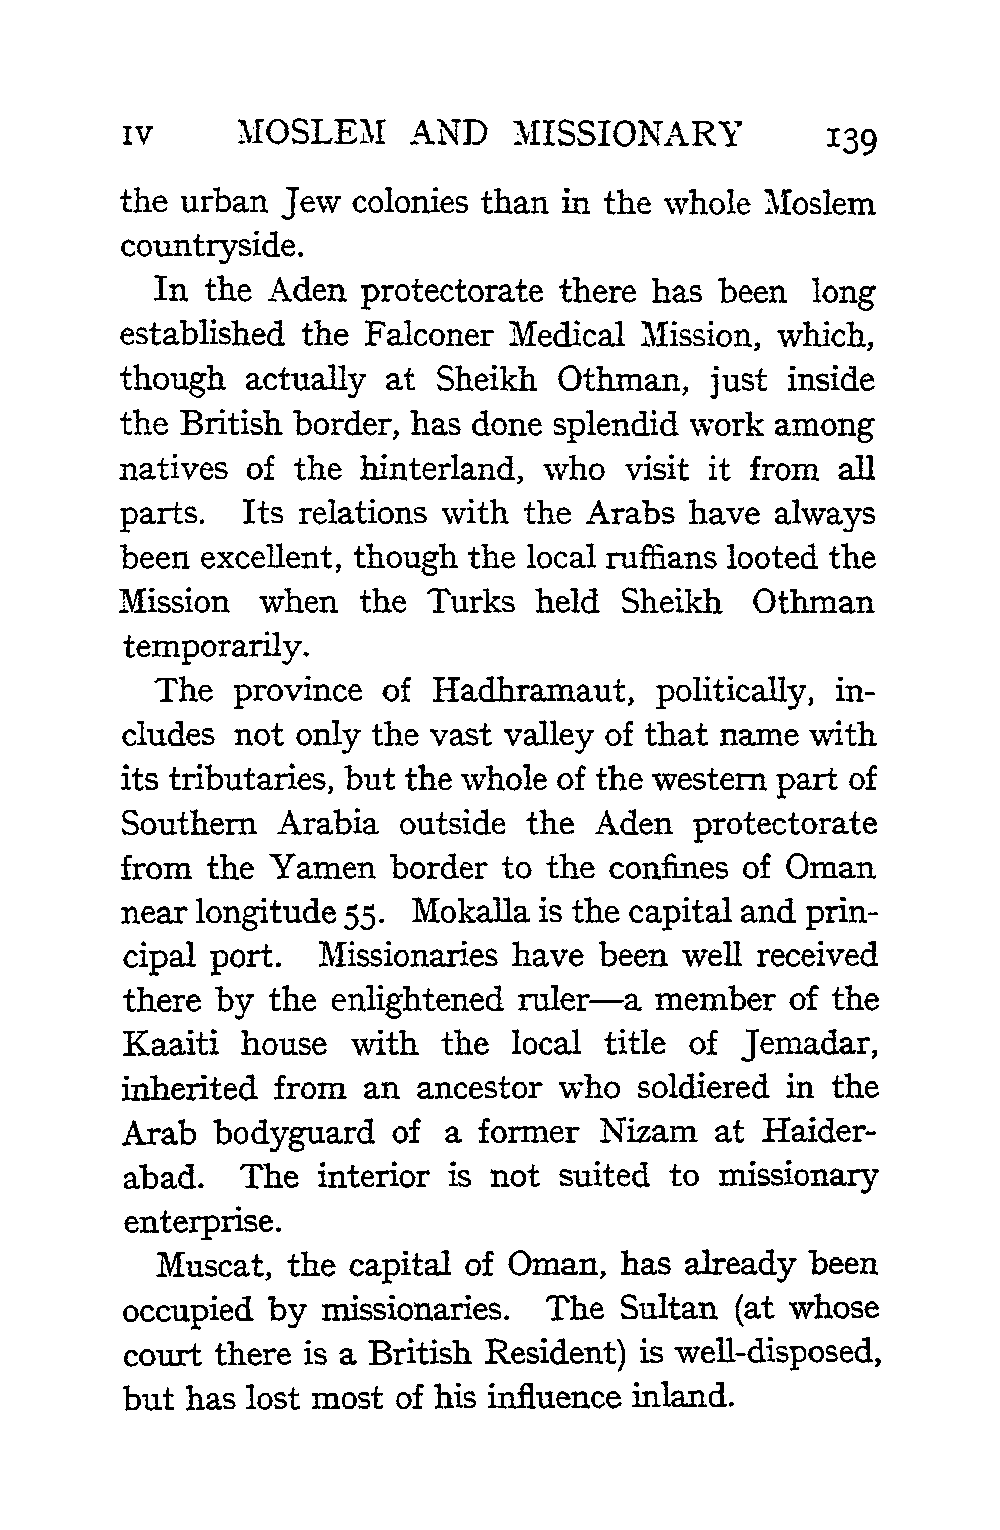 IV MOSLEM AND MISSIONARY 139
the urban Jew colonies than in the whole Moslem
countryside.
In the Aden protectorate there has been long
established the Falconer Medical Mission, which,
though actually at Sheikh Othman, just inside
the British border, has done splendid work among
natives of the hinterland, who visit it from all
parts. Its relations with the Arabs have always
been excellent, though the local ruffians looted the
Mission when the Turks held Sheikh Othman
temporarily.
The province of Hadhramaut, politically, in-
cludes not only the vast valley of that name with
its tributaries, but the whole of the western part of
Southern Arabia outside the Aden protectorate
from the Yamen border to the confines of Oman
near longitude 55. Mokalla is the capital and prin-
cipal port. Missionaries have been well received
there by the enlightened ruler—a member of the
Kaaiti house with the local title of Jemadar,
inherited from an ancestor who soldiered in the
Arab bodyguard of a former Nizam at Haider-
abad. The interior is not suited to missionary
enterprise.
Muscat, the capital of Oman, has already been
occupied by missionaries. The Sultan (at whose
court there is a British Resident) is well-disposed,
but has lost most of his influence inland.